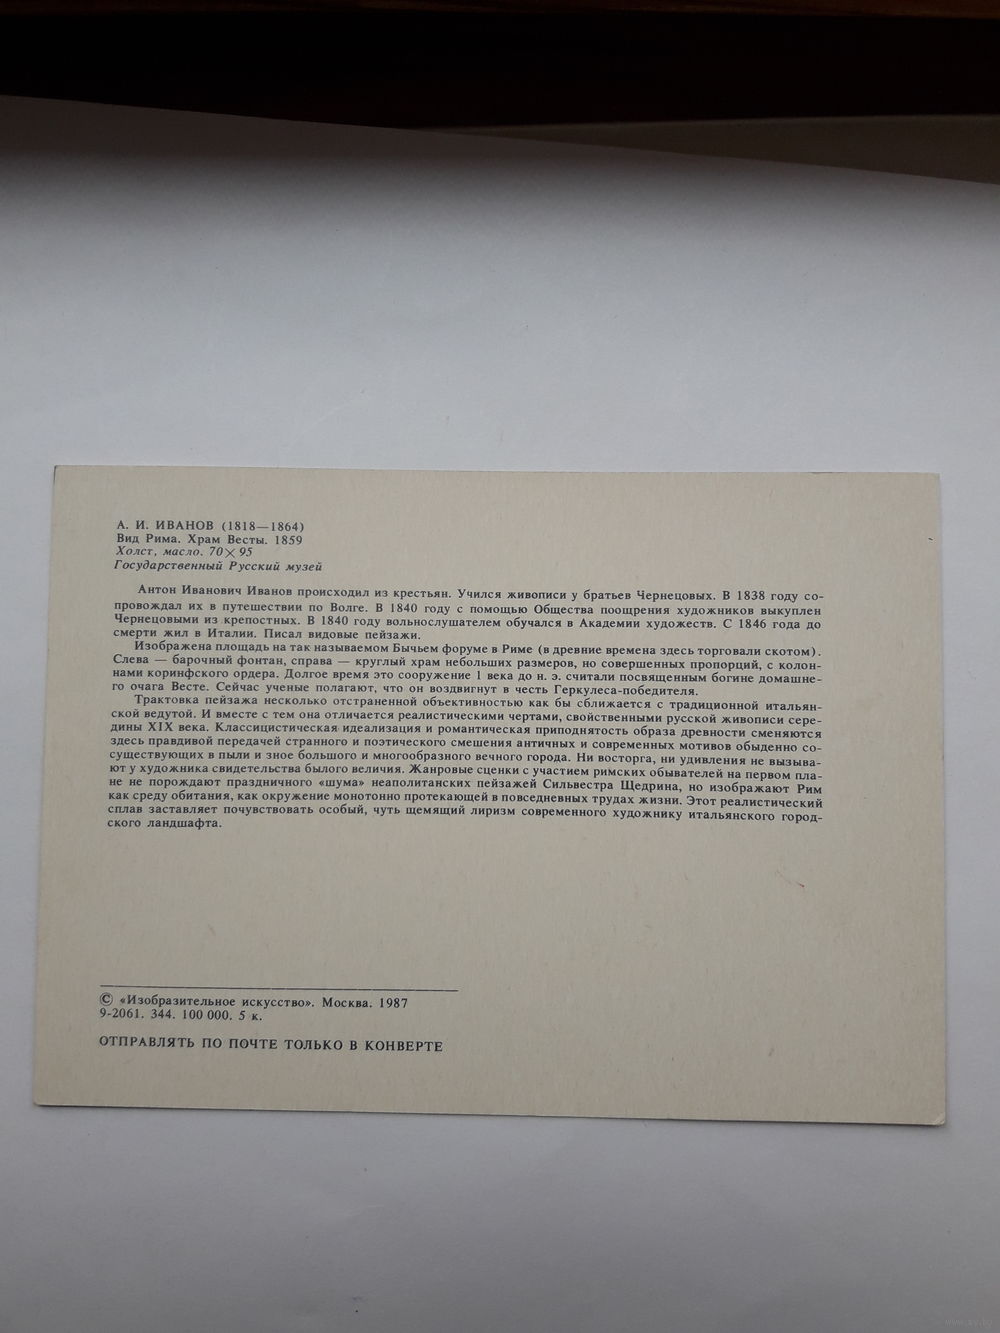 А. И. ИВАНОВ (1818—1864)
Вид Рима. Храм Весты. 1859
Холст, масло. 70×95
Государственный Русский музей
Антон Иванович Иванов происходил из крестьян. Учился живописи у братьев Чернецовых. В 1838 году со-
провождал их в путешествии по Волге. В 1840 году с помощью Общества поощрения художников выкуплен
Чернецовыми из крепостных. В 1840 году вольнослушателем обучался в Академии художеств. С 1846 года до
смерти жил в Италии. Писал видовые пейзажи.
Изображена площадь на так называемом Бычьем форуме в Риме (в древние времена здесь торговали скотом).
Слева — барочный фонтан, справа — круглый храм небольших размеров, но совершенных пропорций, с колон-
нами коринфского ордера. Долгое время это сооружение 1 века до н. э. считали посвященным богине домашне-
го очага Весте. Сейчас ученые полагают, что он воздвигнут в честь Геркулеса-победителя.
Трактовка пейзажа несколько отстраненной объективностью как бы сближается с традиционной итальян-
ской ведутой. И вместе с тем она отличается реалистическими чертами, свойственными русской живописи сере-
дины XIX века. Классицистическая идеализация и романтическая приподнятость образа древности сменяются
здесь правдивой передачей странного и поэтического смешения античных и современных мотивов обыденно со-
существующих в пыли и зное большого и многообразного вечного города. Ни восторга, ни удивления не вызыва-
ют у художника свидетельства былого величия. Жанровые сценки с участием римских обывателей на первом пла-
не не порождают праздничного «шума» неаполитанских пейзажей Сильвестра Щедрина, но изображают Рим
как среду обитания, как окружение монотонно протекающей в повседневных трудах жизни. Этот реалистический
сплав заставляет почувствовать особый, чуть щемящий лиризм современного художнику итальянского город-
ского ландшафта.
© «Изобразительное искусство». Москва. 1987
9-2061. 344. 100 000. 5 к.
ОТПРАВЛЯТЬ ПО ПОЧТЕ ТОЛЬКО В КОНВЕРТЕ